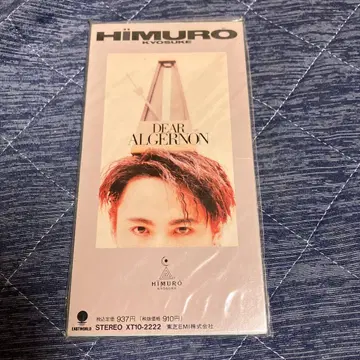 HIMURO
KYOSUKE
DEAR
ALGERNON
HIMURO
KYOSUKE
EASTWORLD
税込定価 937円 (税抜価格 910円)
STEREO XT10-2222 東芝EMI株式会社